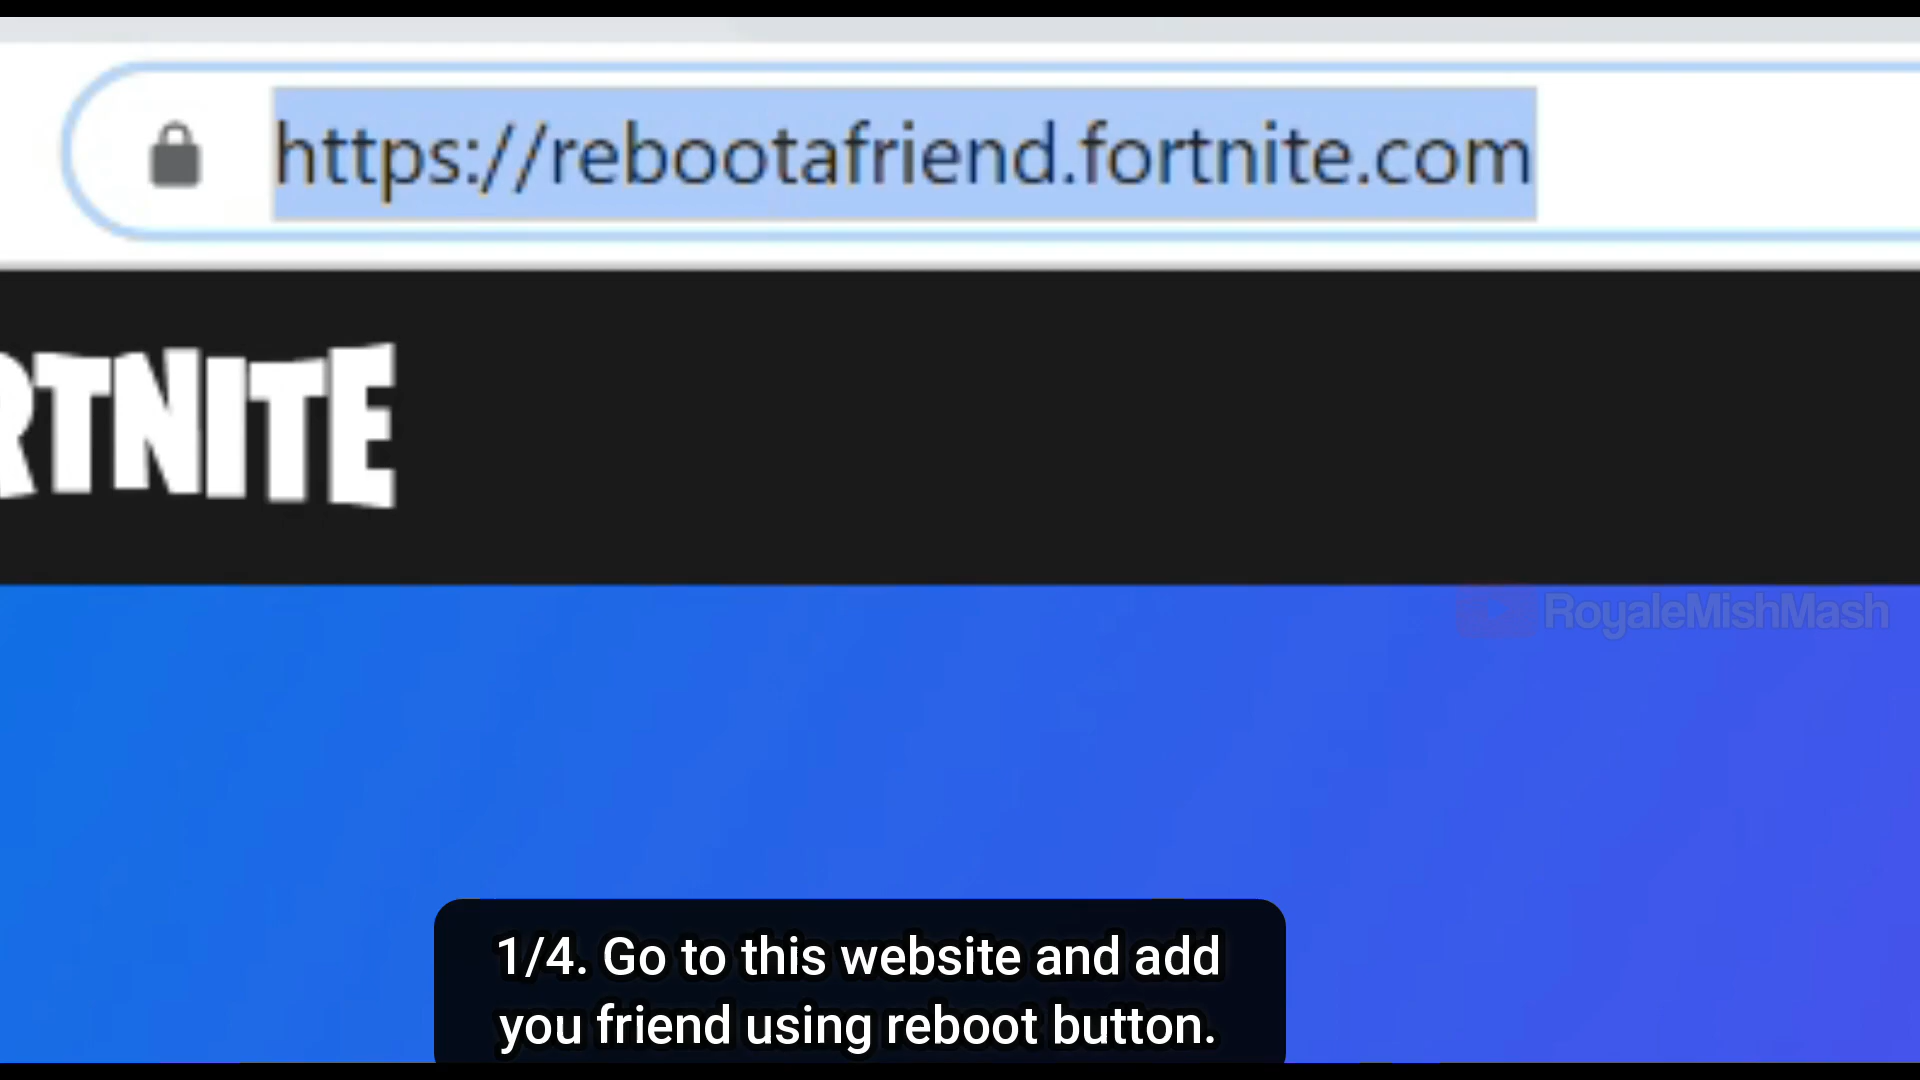 https://rebootafriend.fortnite.com
RTNITE
RoyaleMishMash
1/4. Go to this website and add
you friend using reboot button.